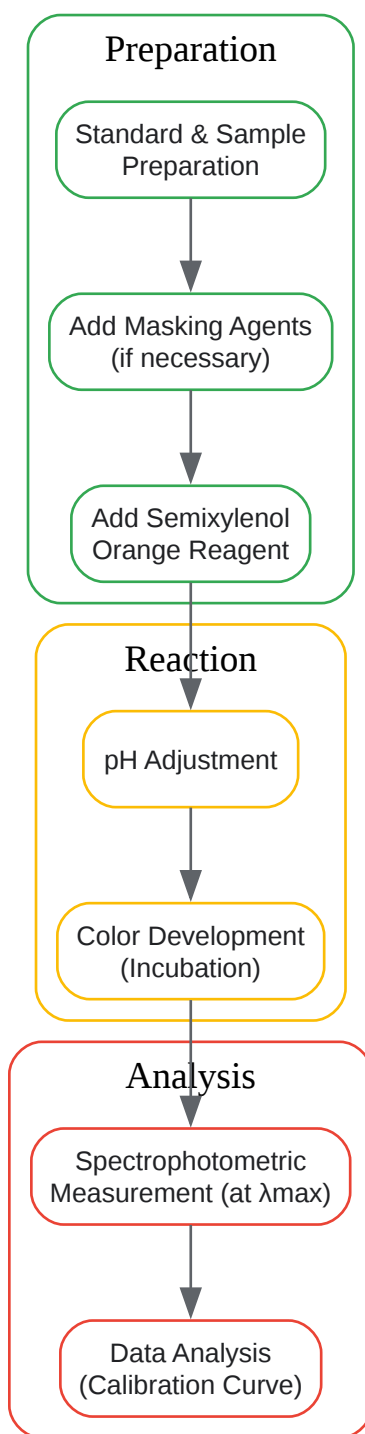 Preparation
Standard & Sample
Preparation
Add Masking Agents
(if necessary)
Add Semixylenol
Orange Reagent
Reaction
pH Adjustment
Color Development
(Incubation)
Analysis
Spectrophotometric
Measurement (at λmax)
Data Analysis
(Calibration Curve)